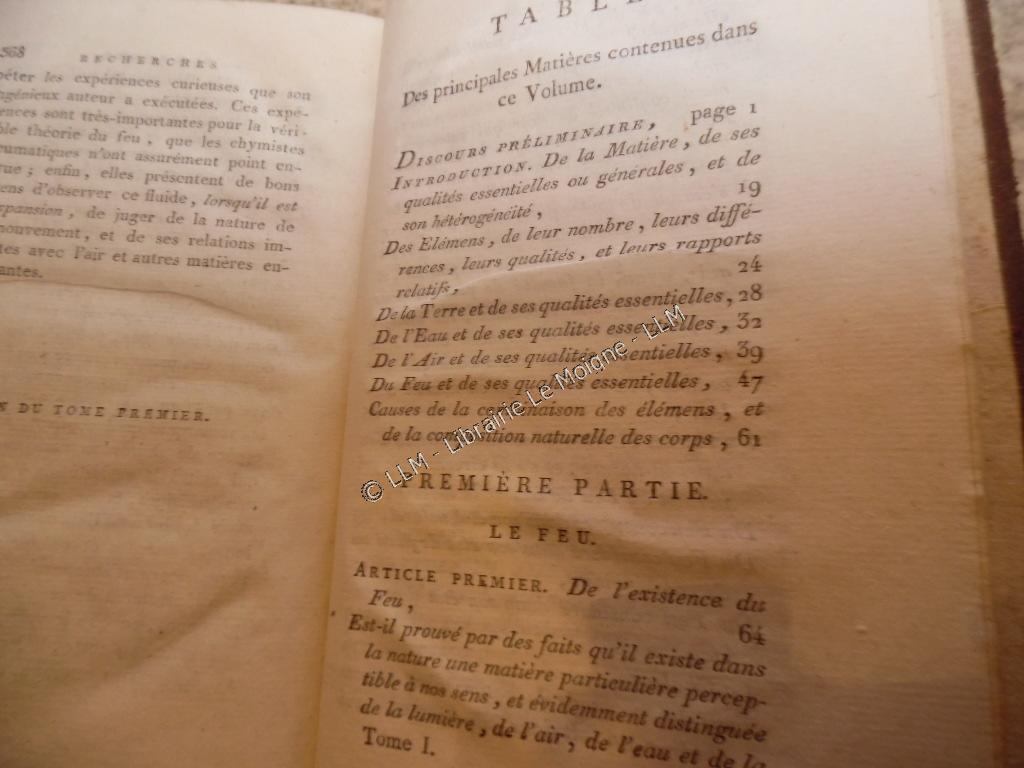 568 RECHERCHES
péter les expériences curieuses que son
ingénieux auteur a exécutées. Ces expé-
ences sont très-importantes pour la véri-
ble théorie du feu, que les chymistes
neumatiques n'ont assurément point en-
rue; enfin, elles présentent de bons
ens d'observer ce fluide, lorsqu'il est
expansion, de juger de la nature de
mouvement, et de ses relations im-
tes avec l'air et autres matières en-
antes.
N DU TOME PREMIER.
TABLE
Des principales Matières contenues dans
ce Volume.
DISCOURS PRÉLIMINAIRE, page 1
INTRODUCTION. De la Matière, de ses
qualités essentielles ou générales, et de
son hétérogénéité, 19
Des Elémens, de leur nombre, leurs diffé-
rences, leurs qualités, et leurs rapports
relatifs, 24
De la Terre et de ses qualités essentielles, 28
De l'Eau et de ses qualités essentielles, 32
De l'Air et de ses qualités essentielles, 39
Du Feu et de ses qualités essentielles, 47
Causes de la combinaison des élémens, et
de la composition naturelle des corps, 61
PREMIÈRE PARTIE.
LE FEU.
ARTICLE PREMIER. De l'existence du
Feu, 64
Est-il prouvé par des faits qu'il existe dans
la nature une matière particulière percep-
tible à nos sens, et évidemment distinguée
de la lumière, de l'air, de l'eau et de la
Tome I.
© LLM - Librairie Le Moigne - LLM